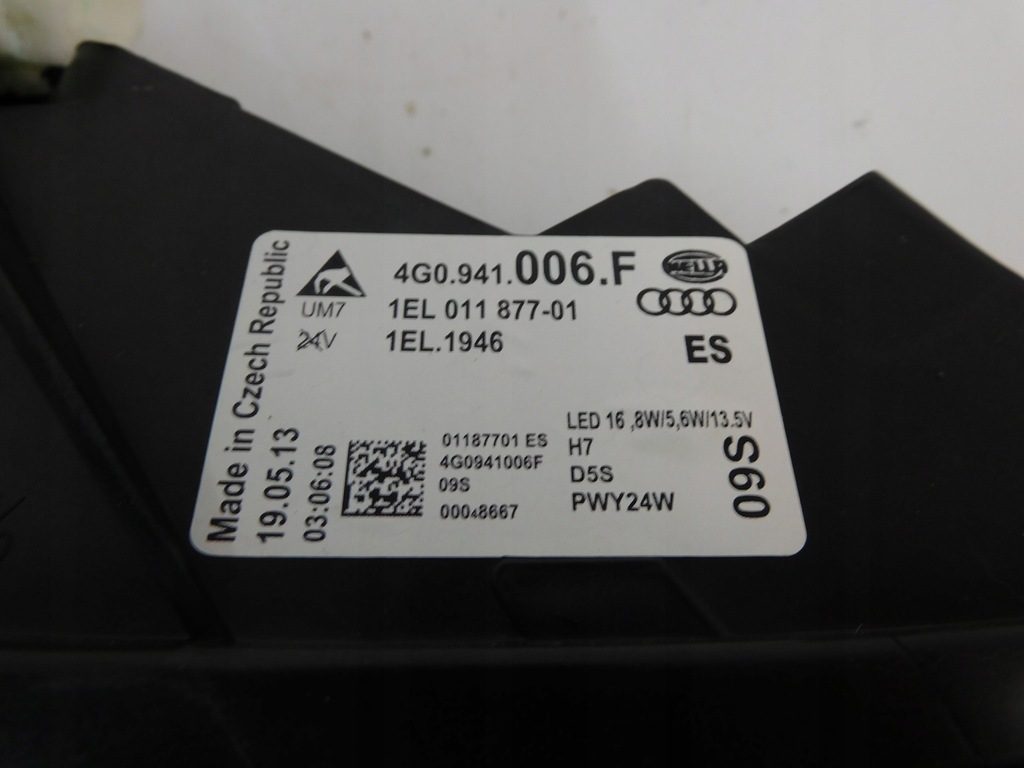 Made in Czech Republic
19.05.13
03:06:08
UM7
24V
4G0.941.006.F
1EL 011 877-01
1EL.1946
HELLA
ES
LED 16 ,8W/5,6W/13.5V
H7
D5S
PWY24W
09S
01187701 ES
4G0941006F
09S
00048667